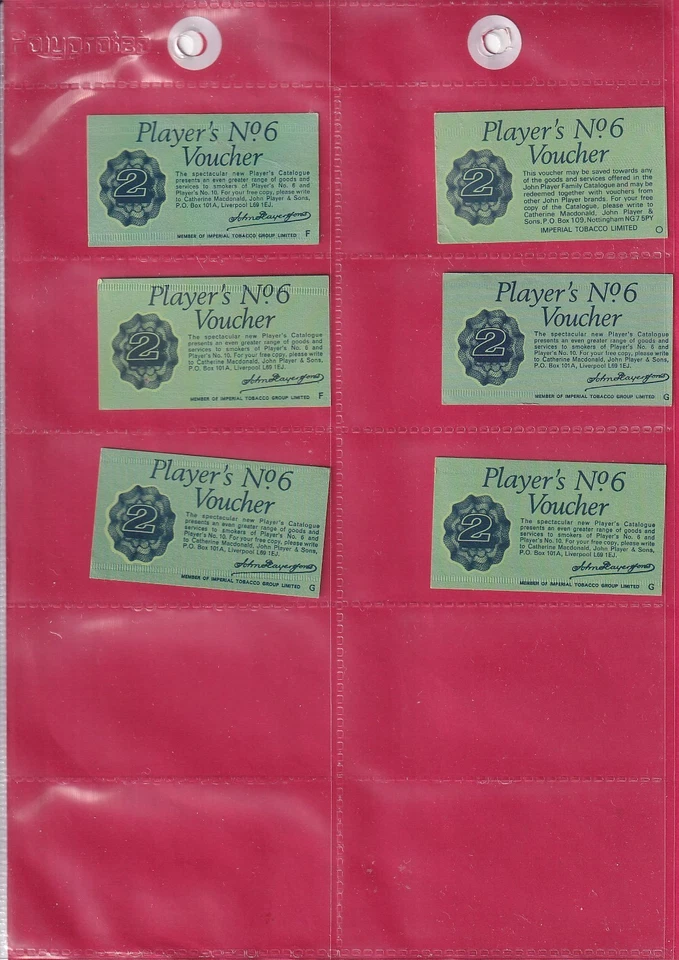 Polyprotec
Player's No6
Voucher
2
The spectacular new Player's Catalogue
presents an even greater range of goods and
services to smokers of Player's No. 6 and
Player's No. 10. For your free copy, please write
to Catherine Macdonald, John Player & Sons,
P.O. Box 101A, Liverpool L69 1EJ.
John Player & Sons
MEMBER OF IMPERIAL TOBACCO GROUP LIMITED F
Player's No6
Voucher
2
This voucher may be saved towards any
of the goods and services offered in the
John Player Family Catalogue and may be
redeemed together with vouchers from
other John Player brands. For your free
copy of the Catalogue, please write to
Catherine Macdonald, John Player &
Sons, P.O. Box 109, Nottingham NG7 5PY
IMPERIAL TOBACCO LIMITED O
Player's No6
Voucher
2
The spectacular new Player's Catalogue
presents an even greater range of goods and
services to smokers of Player's No. 6 and
Player's No. 10. For your free copy, please write
to Catherine Macdonald, John Player & Sons,
P.O. Box 101A, Liverpool L69 1EJ.
John Player & Sons
MEMBER OF IMPERIAL TOBACCO GROUP LIMITED F
Player's No6
Voucher
2
The spectacular new Player's Catalogue
presents an even greater range of goods and
services to smokers of Player's No. 6 and
Player's No. 10. For your free copy, please write
to Catherine Macdonald, John Player & Sons,
P.O. Box 101A, Liverpool L69 1EJ.
John Player & Sons
MEMBER OF IMPERIAL TOBACCO GROUP LIMITED G
Player's No6
Voucher
2
The spectacular new Player's Catalogue
presents an even greater range of goods and
services to smokers of Player's No. 6 and
Player's No. 10. For your free copy, please write
to Catherine Macdonald, John Player & Sons,
P.O. Box 101A, Liverpool L69 1EJ.
John Player & Sons
MEMBER OF IMPERIAL TOBACCO GROUP LIMITED G
Player's No6
Voucher
2
The spectacular new Player's Catalogue
presents an even greater range of goods and
services to smokers of Player's No. 6 and
Player's No. 10. For your free copy, please write
to Catherine Macdonald, John Player & Sons,
P.O. Box 101A, Liverpool L69 1EJ.
John Player & Sons
MEMBER OF IMPERIAL TOBACCO GROUP LIMITED G